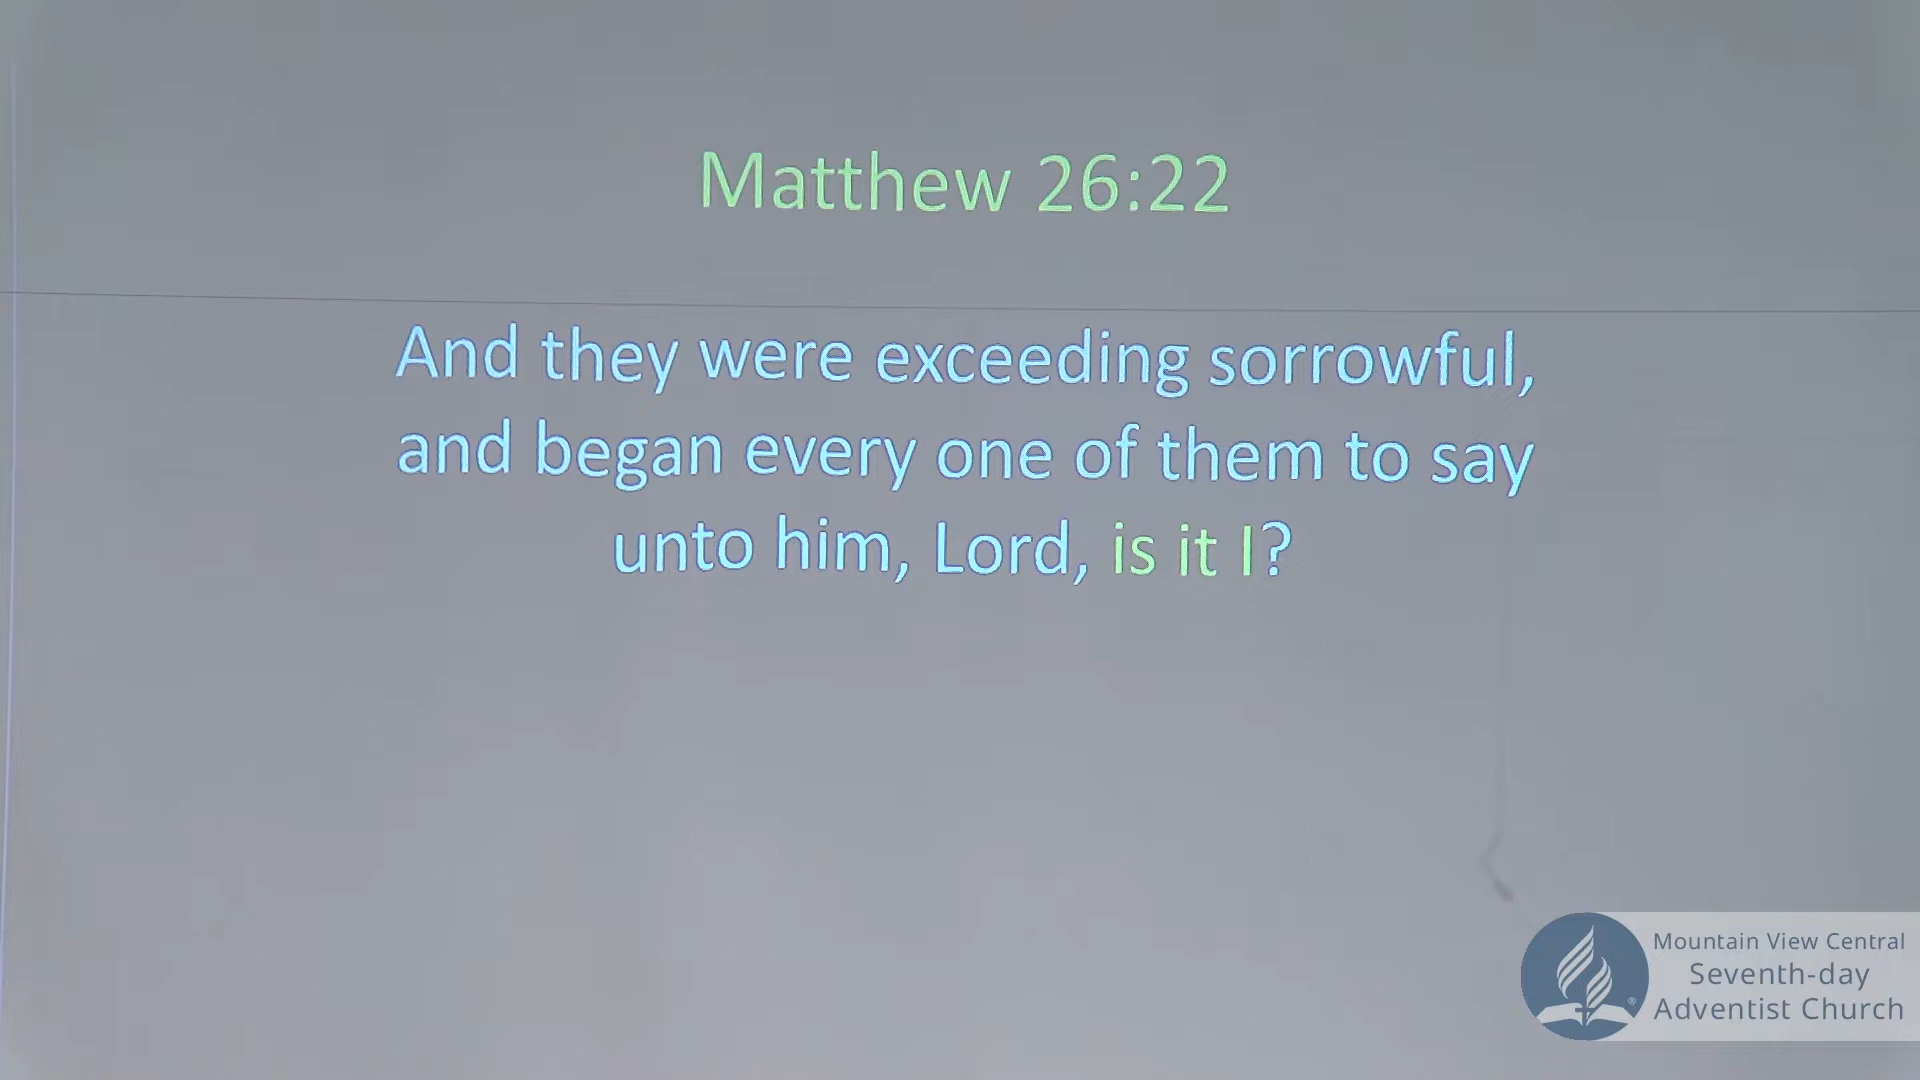 Matthew 26:22
And they were exceeding sorrowful,
and began every one of them to say
unto him, Lord, is it I?
Mountain View Central
Seventh-day
Adventist Church
®